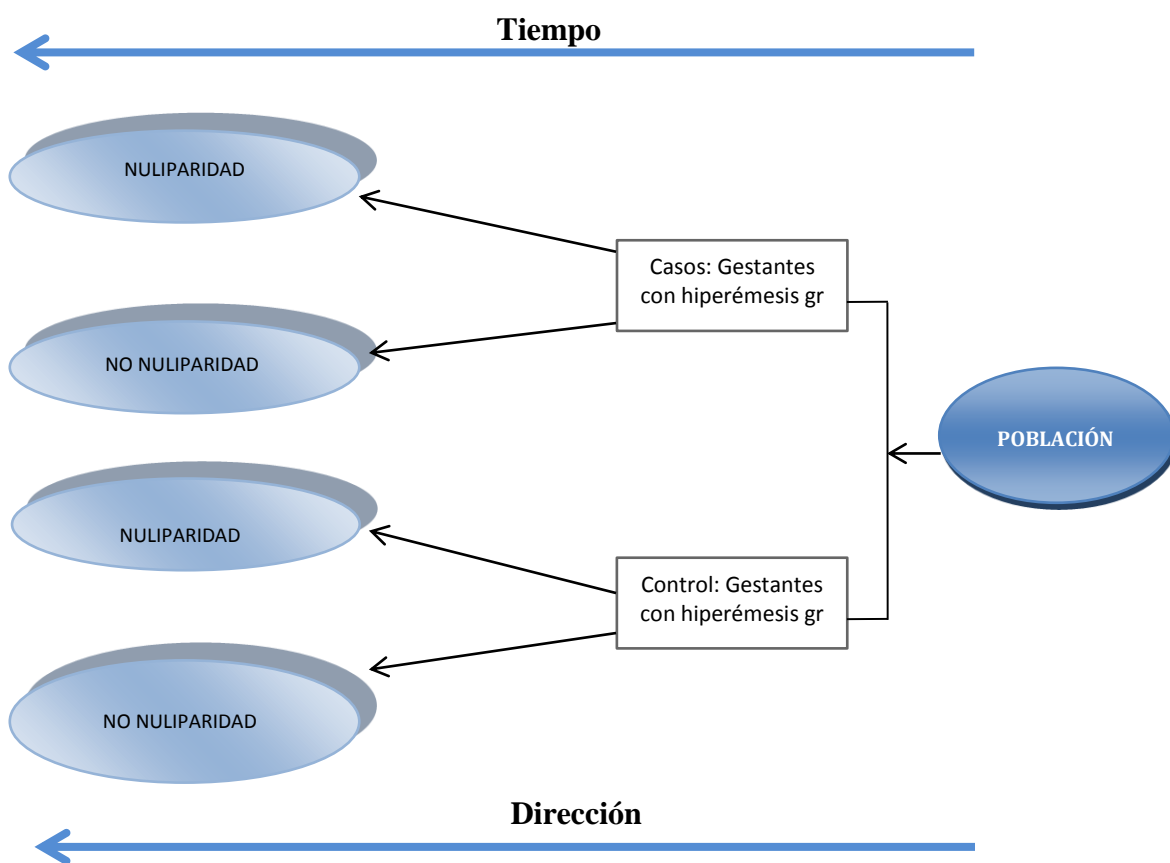 Tiempo
NULIPARIDAD
Casos: Gestantes
con hiperémesis gr
NO NULIPARIDAD
POBLACIÓN
NULIPARIDAD
Control: Gestantes
con hiperémesis gr
NO NULIPARIDAD
Dirección